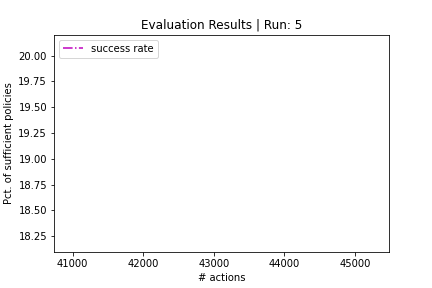 Evaluation Results | Run: 5
success rate
Pct. of sufficient policies
20.00
19.75
19.50
19.25
19.00
18.75
18.50
18.25
41000 42000 43000 44000 45000
# actions